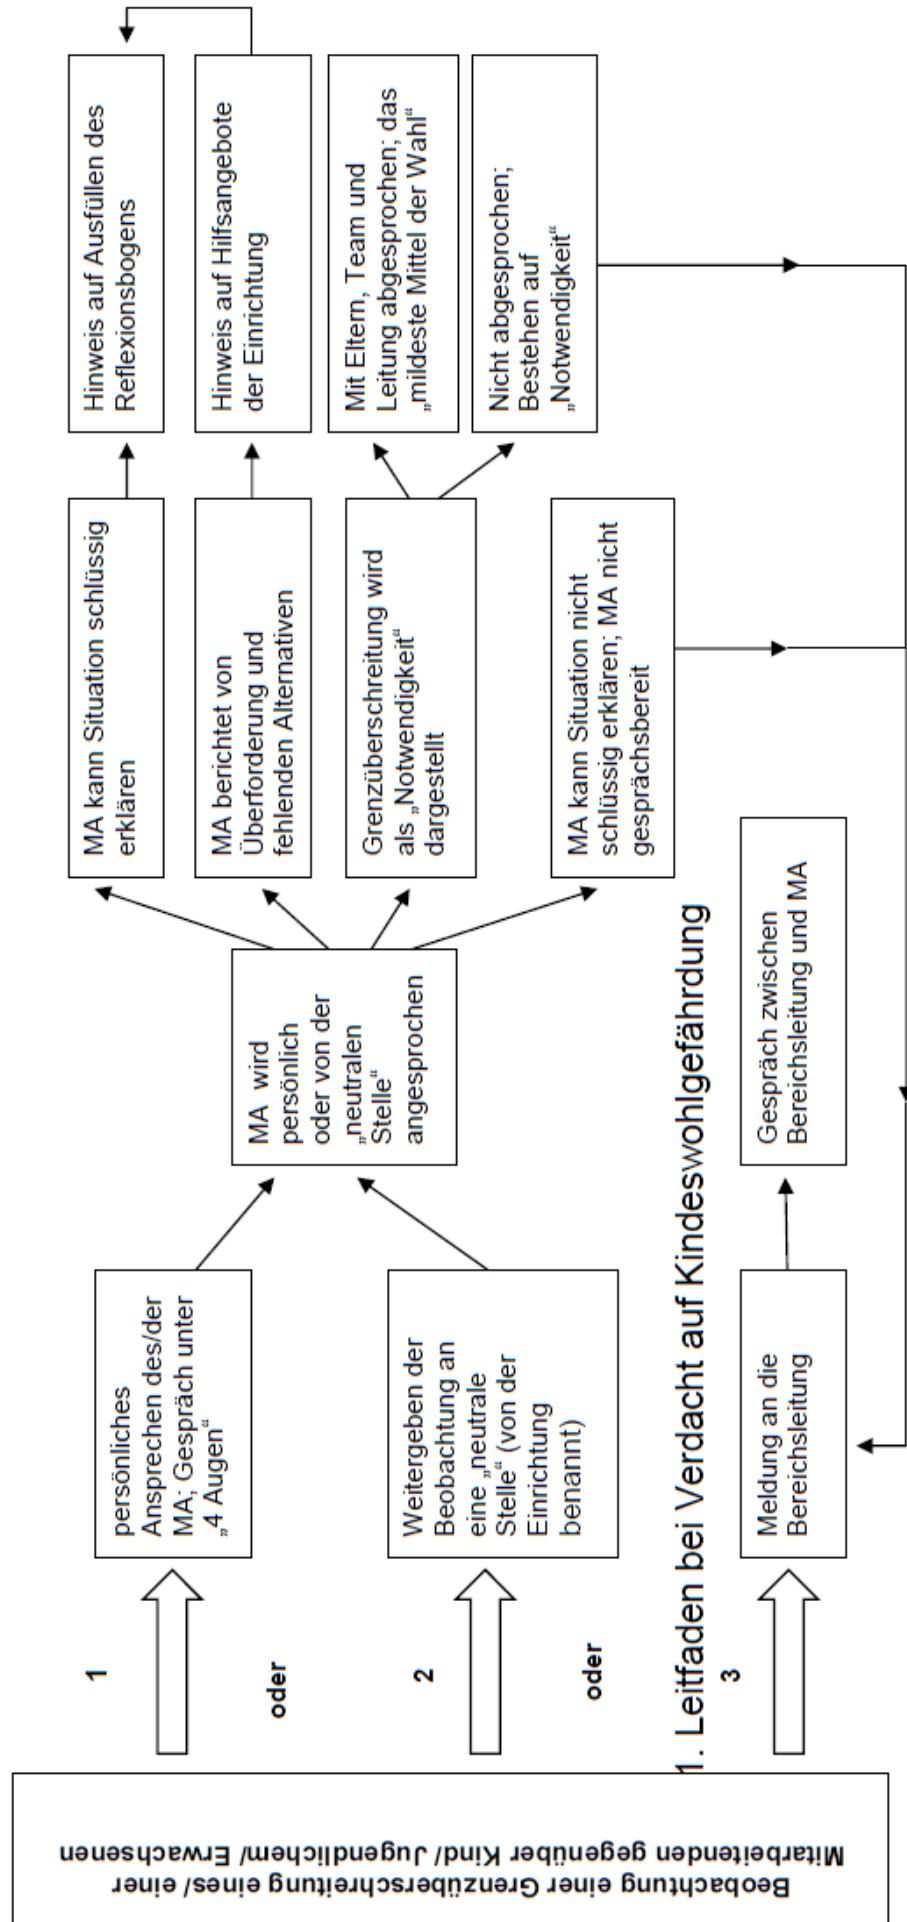 Beobachtung einer Grenzüberschreitung eines/ einer
Mitarbeitenden gegenüber Kind/ Jugendlichem/ Erwachsenen
1
oder
2
oder
3
persönliches
Ansprechen des/der
MA; Gespräch unter
„4 Augen“
Weitergeben der
Beobachtung an
eine „neutrale
Stelle“ (von der
Einrichtung
benannt)
1. Leitfaden bei Verdacht auf Kindeswohlgefährdung
Meldung an die
Bereichsleitung
MA wird
persönlich
oder von der
„neutralen
Stelle“
angesprochen
Gespräch zwischen
Bereichsleitung und MA
MA kann Situation schlüssig
erklären
MA berichtet von
Überforderung und
fehlenden Alternativen
Grenzüberschreitung wird
als „Notwendigkeit“
dargestellt
MA kann Situation nicht
schlüssig erklären; MA nicht
gesprächsbereit
Hinweis auf Ausfüllen des
Reflexionsbogens
Hinweis auf Hilfsangebote
der Einrichtung
Mit Eltern, Team und
Leitung abgesprochen; das
„mildeste Mittel der Wahl“
Nicht abgesprochen;
Bestehen auf
„Notwendigkeit“